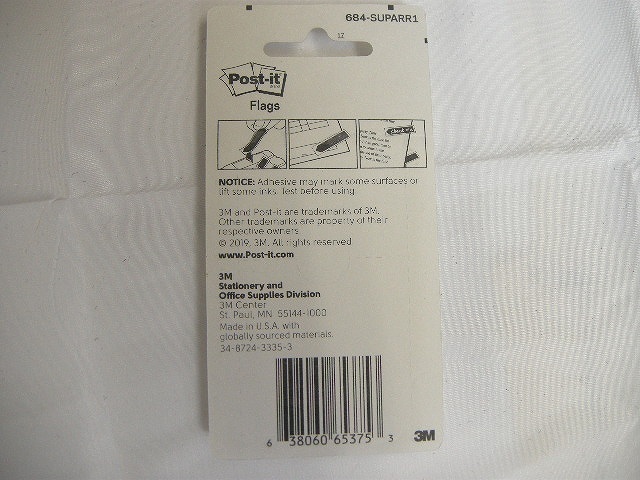 684-SUPARR1
17
Post-it
Flags
NOTICE: Adhesive may mark some surfaces or
lift some inks. Test before using.
3M and Post-it are trademarks of 3M.
Other trademarks are property of their
respective owners.
© 2019, 3M. All rights reserved.
www.Post-it.com
3M
Stationery and
Office Supplies Division
3M Center
St. Paul, MN 55144-1000
Made in U.S.A. with
globally sourced materials.
34-8724-3335-3
6 38060 65375 3
3M